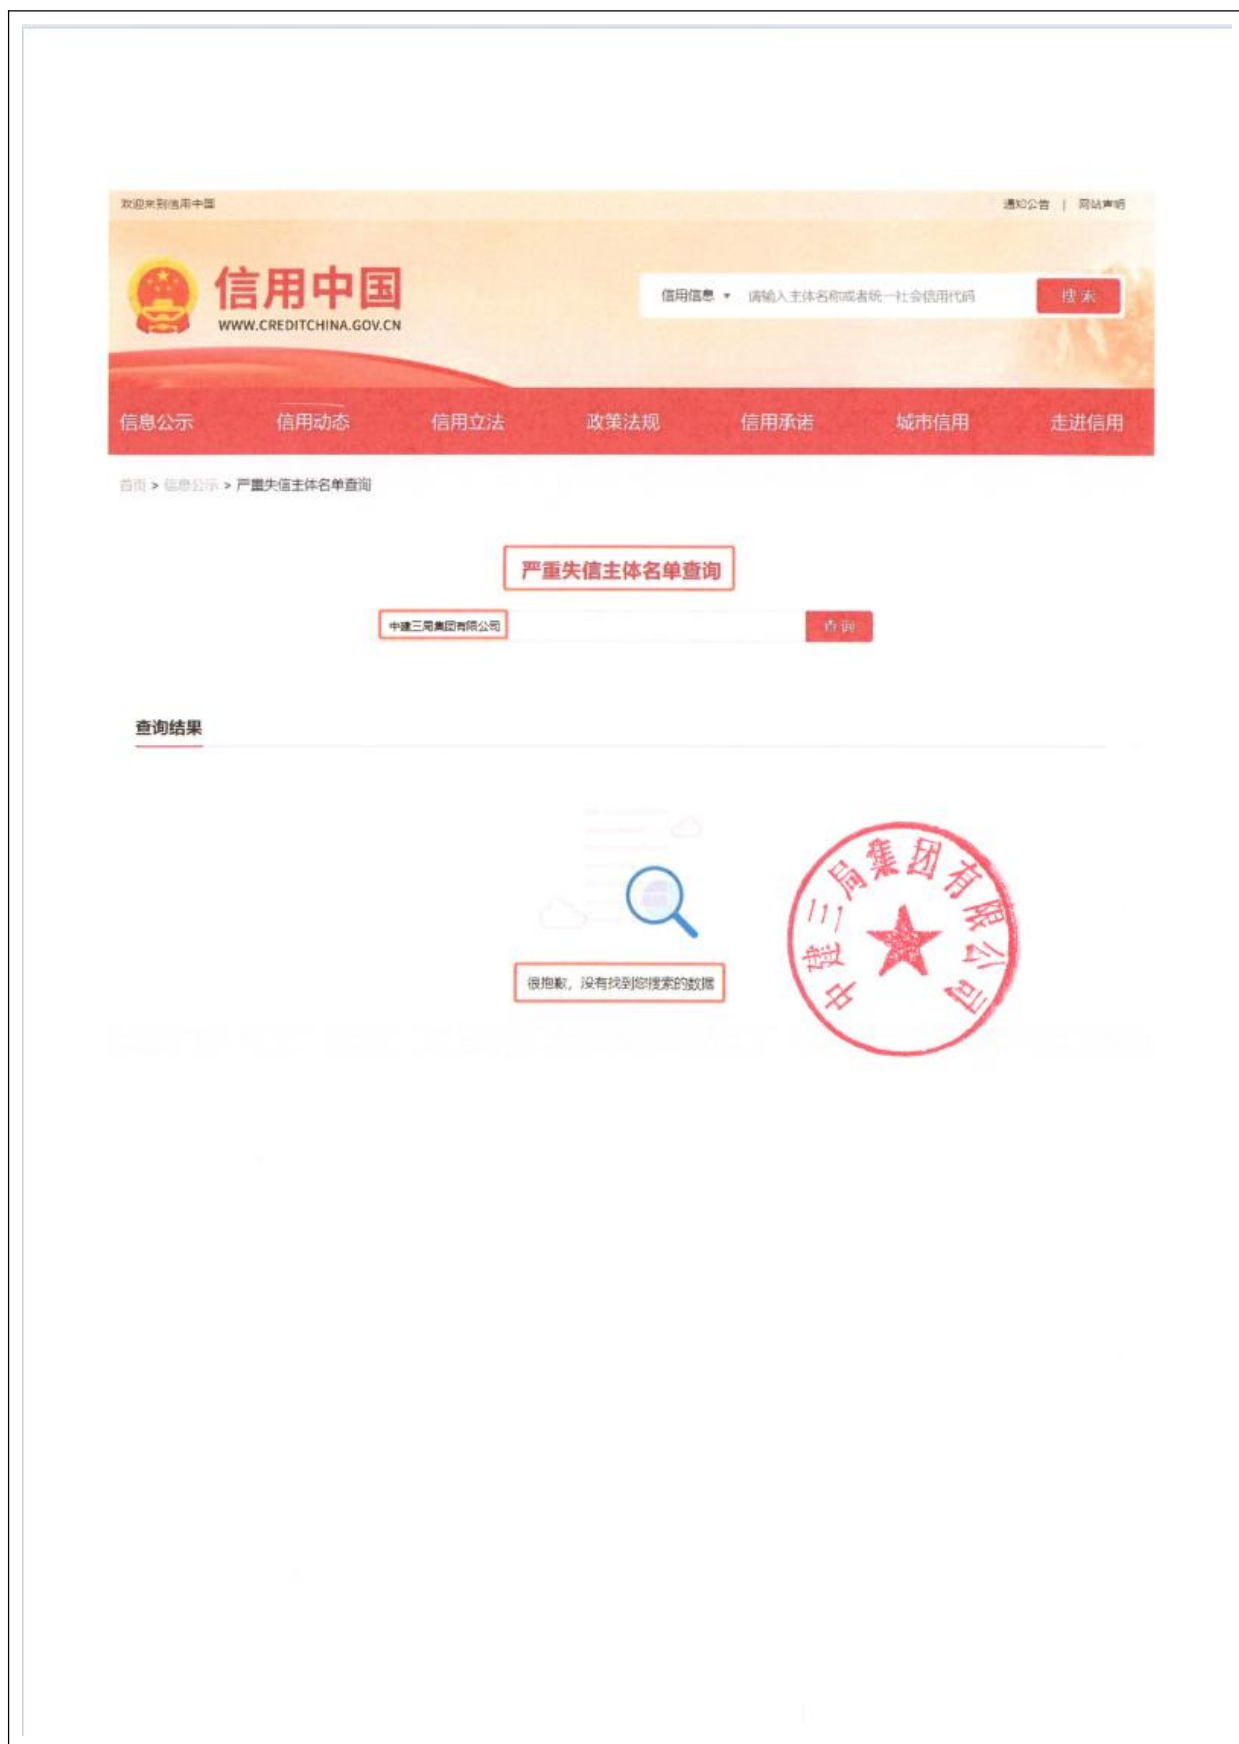 欢迎来到信用中国
通知公告 | 网站声明
信用中国
WWW.CREDITCHINA.GOV.CN
信用信息 ▼ 请输入主体名称或者统一社会信用代码 搜索
信息公示 信用动态 信用立法 政策法规 信用承诺 城市信用 走进信用
首页 > 信息公示 > 严重失信主体名单查询
严重失信主体名单查询
中建三局集团有限公司 查询
查询结果
很抱歉，没有找到您搜索的数据
中建三局集团有限公司